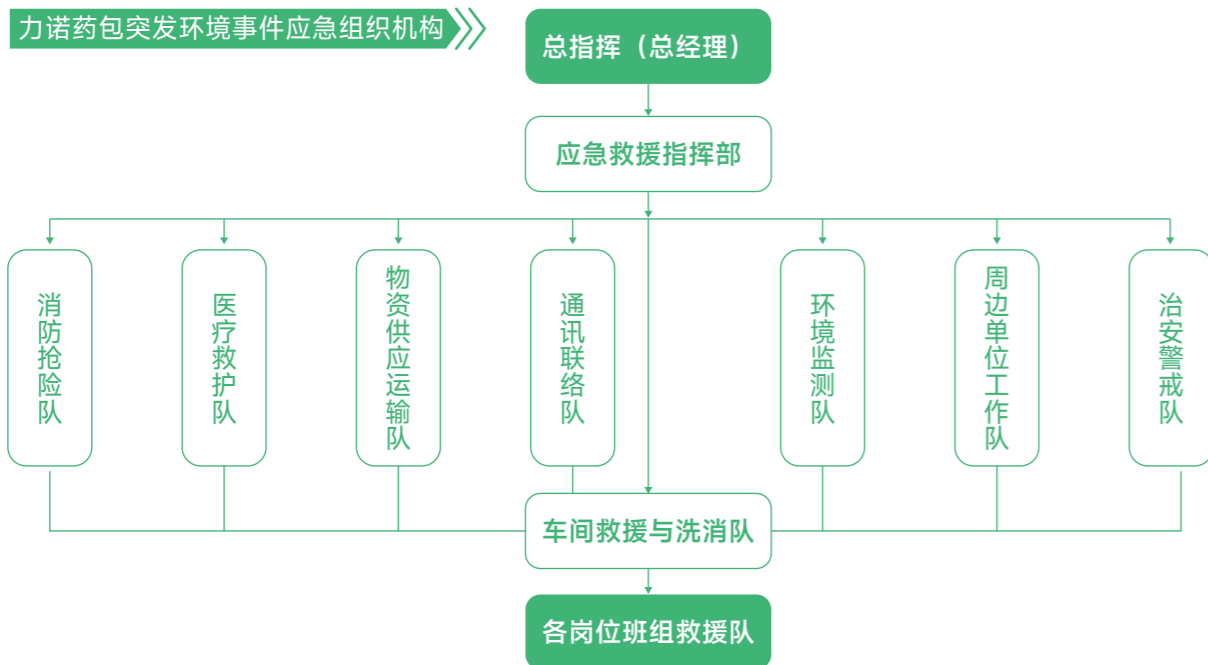 力诺药包突发环境事件应急组织机构
总指挥（总经理）
应急救援指挥部
消防抢险队
医疗救护队
物资供应运输队
通讯联络队
环境监测队
周边单位工作队
治安警戒队
车间救援与洗消队
各岗位班组救援队